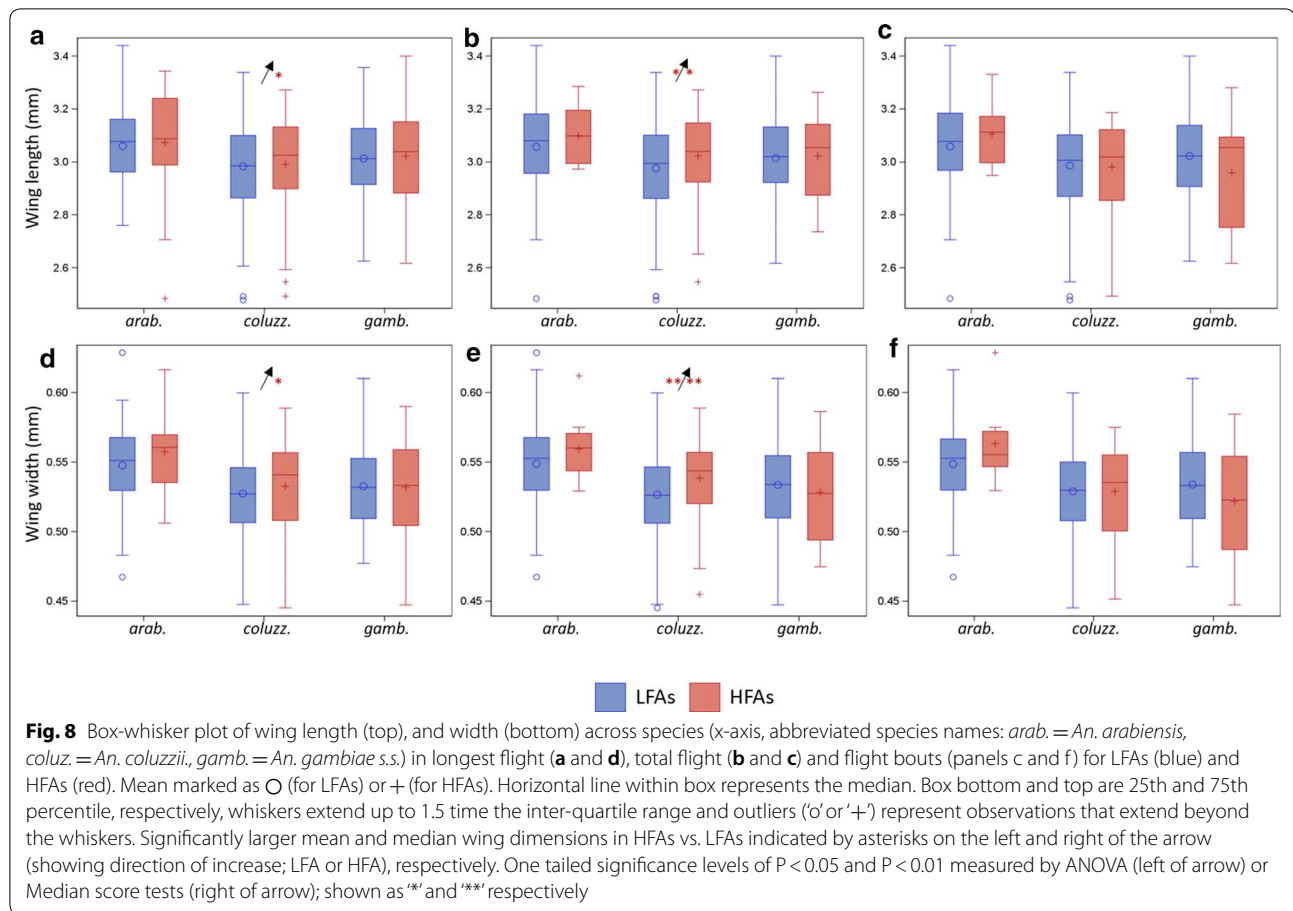 a
b
c
3.4
3.2
3.0
2.8
2.6
Wing length (mm)
*
arab. coluzz. gamb.
3.4
3.2
3.0
2.8
2.6
* *
arab. coluzz. gamb.
3.4
3.2
3.0
2.8
2.6
arab. coluzz. gamb.
d
e
f
0.60
0.55
0.50
0.45
Wing width (mm)
*
arab. coluzz. gamb.
0.60
0.55
0.50
0.45
** **
arab. coluzz. gamb.
0.60
0.55
0.50
0.45
arab. coluzz. gamb.
LFAs HFAs
Fig. 8 Box-whisker plot of wing length (top), and width (bottom) across species (x-axis, abbreviated species names: arab. = An. arabiensis,
coluz. = An. coluzzii., gamb. = An. gambiae s.s.) in longest flight (a and d), total flight (b and c) and flight bouts (panels c and f) for LFAs (blue) and
HFAs (red). Mean marked as ○ (for LFAs) or + (for HFAs). Horizontal line within box represents the median. Box bottom and top are 25th and 75th
percentile, respectively, whiskers extend up to 1.5 time the inter-quartile range and outliers ('o' or '+') represent observations that extend beyond
the whiskers. Significantly larger mean and median wing dimensions in HFAs vs. LFAs indicated by asterisks on the left and right of the arrow
(showing direction of increase; LFA or HFA), respectively. One tailed significance levels of P < 0.05 and P < 0.01 measured by ANOVA (left of arrow) or
Median score tests (right of arrow); shown as '*' and '**' respectively